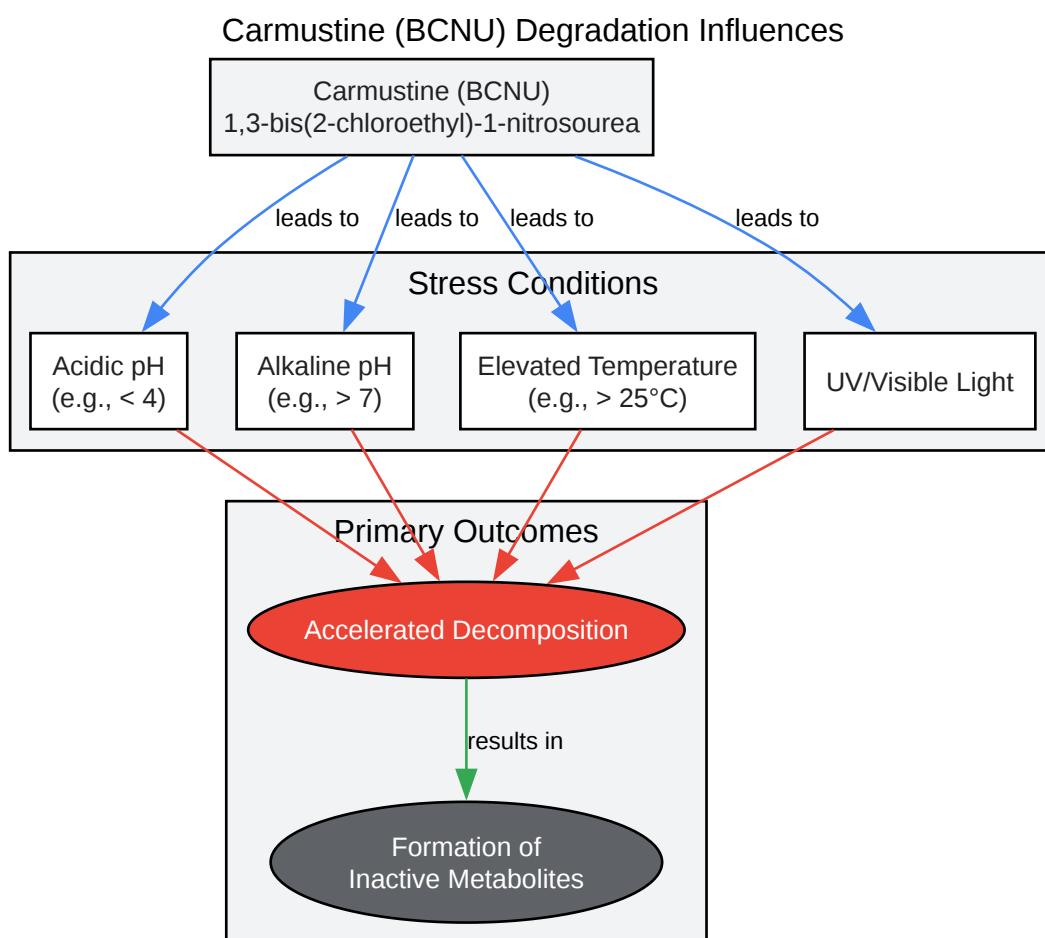 Carmustine (BCNU) Degradation Influences
Carmustine (BCNU)
1,3-bis(2-chloroethyl)-1-nitrosourea
leads to
leads to
leads to
leads to
Stress Conditions
Acidic pH
(e.g., < 4)
Alkaline pH
(e.g., > 7)
Elevated Temperature
(e.g., > 25°C)
UV/Visible Light
Primary Outcomes
Accelerated Decomposition
results in
Formation of
Inactive Metabolites